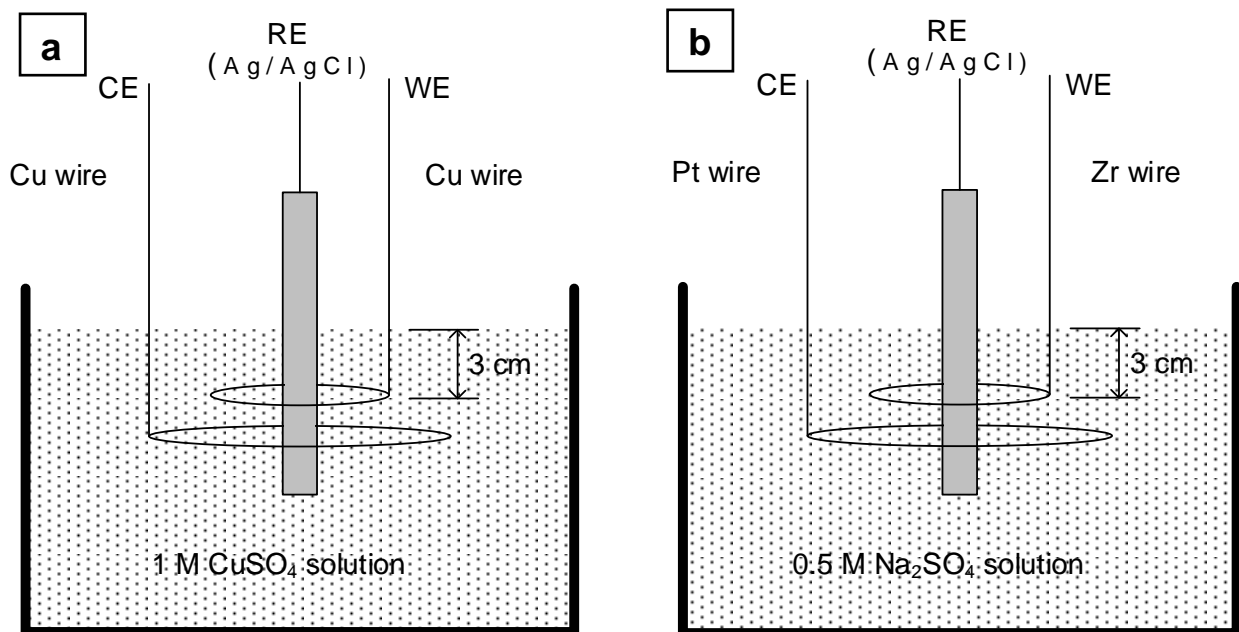 a
RE
(Ag/AgCl)
CE
WE
Cu wire
Cu wire
3 cm
1 M CuSO₄ solution
b
RE
(Ag/AgCl)
CE
WE
Pt wire
Zr wire
3 cm
0.5 M Na₂SO₄ solution